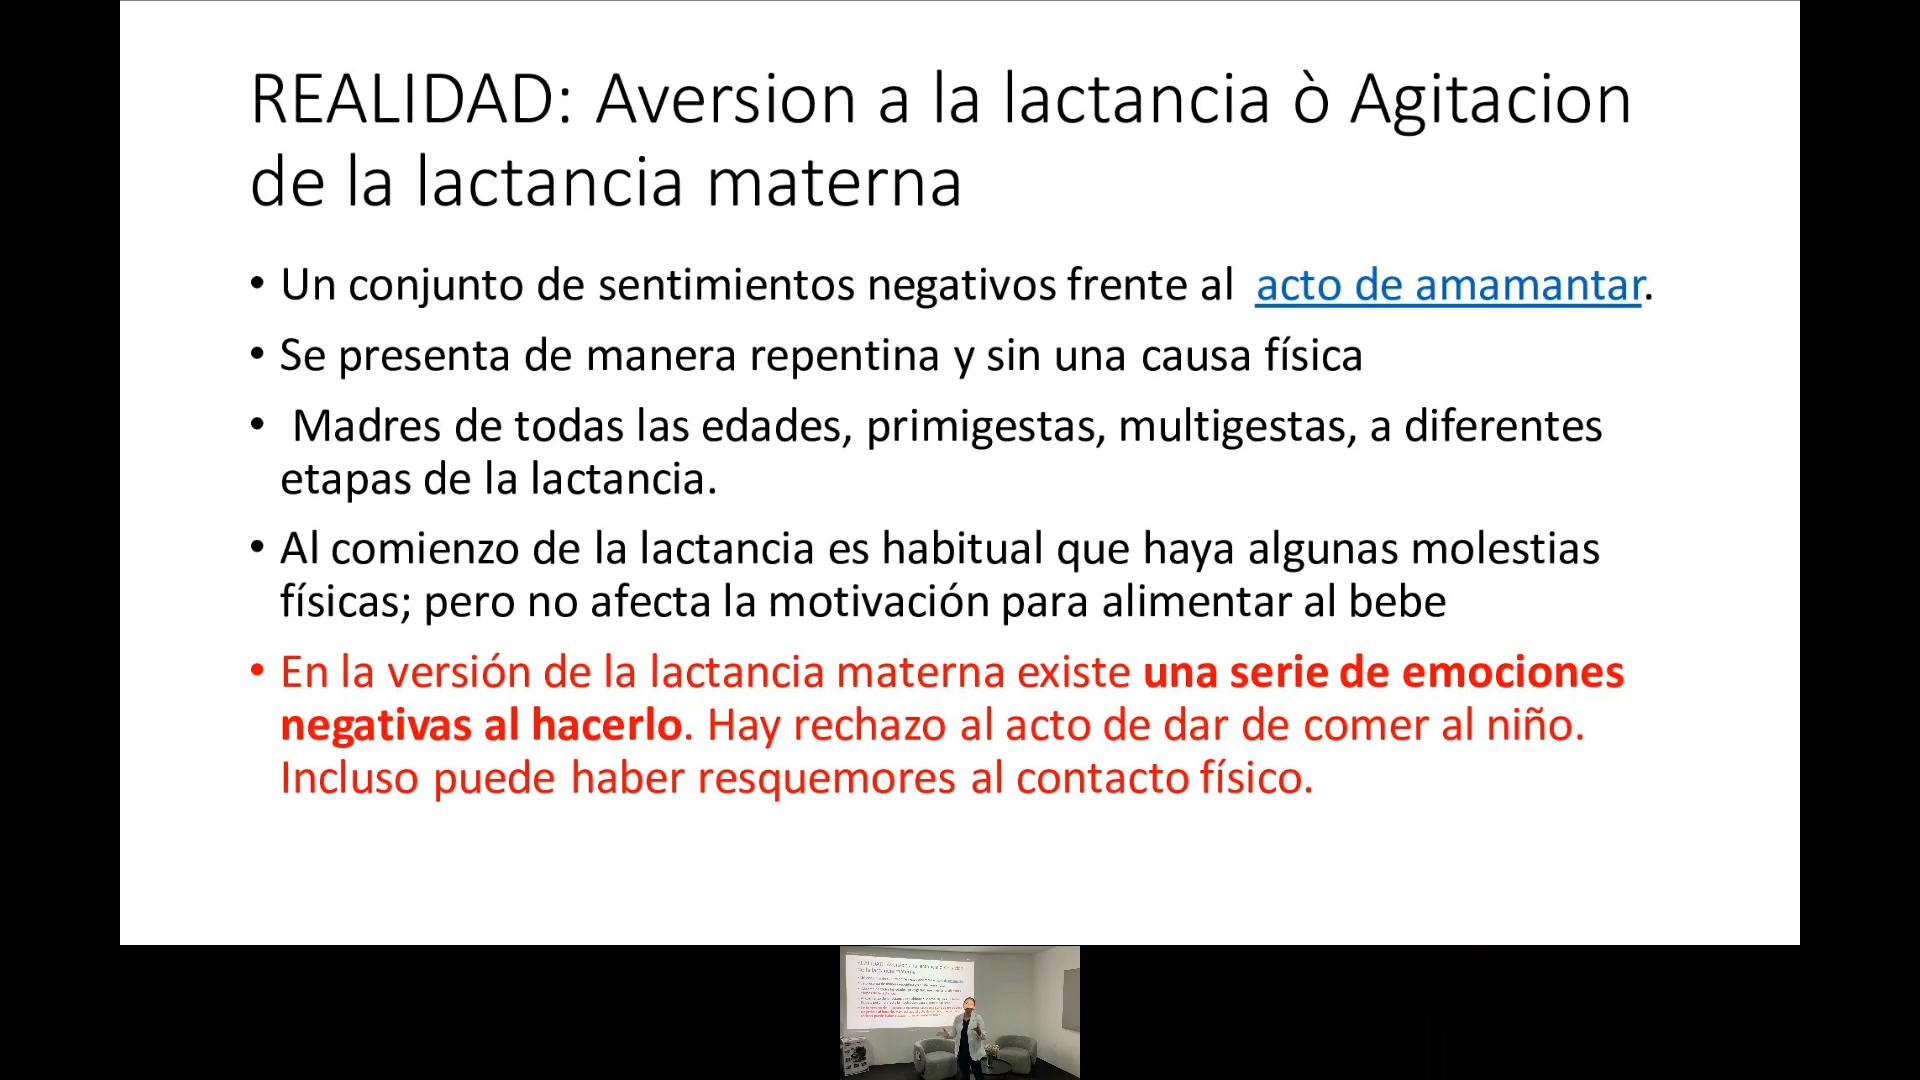 REALIDAD: Aversion a la lactancia ò Agitacion
de la lactancia materna
• Un conjunto de sentimientos negativos frente al acto de amamantar.
• Se presenta de manera repentina y sin una causa física
• Madres de todas las edades, primigestas, multigestas, a diferentes
etapas de la lactancia.
• Al comienzo de la lactancia es habitual que haya algunas molestias
físicas; pero no afecta la motivación para alimentar al bebe
• En la versión de la lactancia materna existe una serie de emociones
negativas al hacerlo. Hay rechazo al acto de dar de comer al niño.
Incluso puede haber resquemores al contacto físico.